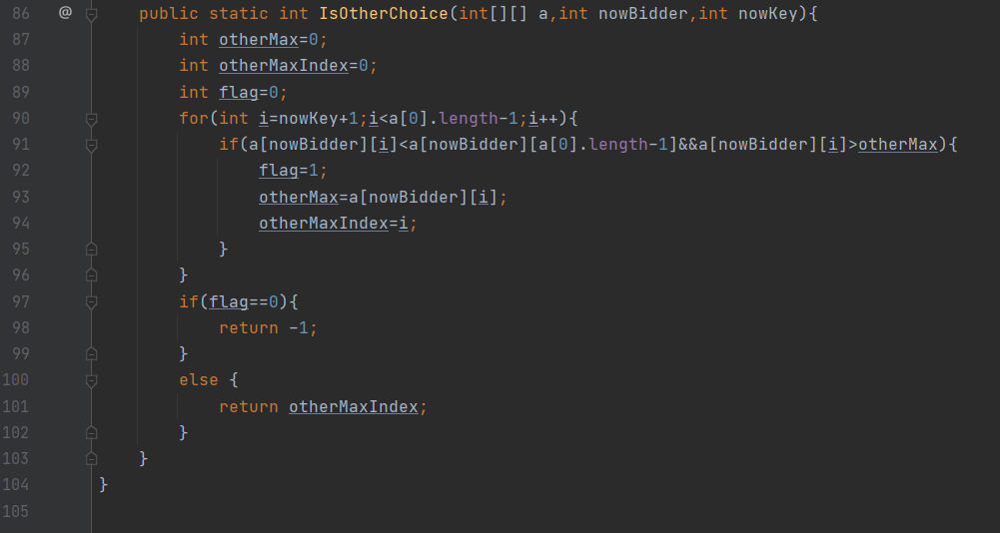 86 @ public static int IsOtherChoice(int[][] a,int nowBidder,int nowKey){
87 int otherMax=0;
88 int otherMaxIndex=0;
89 int flag=0;
90 for(int i=nowKey+1;i<a[0].length-1;i++){
91 if(a[nowBidder][i]<a[nowBidder][a[0].length-1]&&a[nowBidder][i]>otherMax){
92 flag=1;
93 otherMax=a[nowBidder][i];
94 otherMaxIndex=i;
95 }
96 }
97 if(flag==0){
98 return -1;
99 }
100 else {
101 return otherMaxIndex;
102 }
103 }
104 }
105